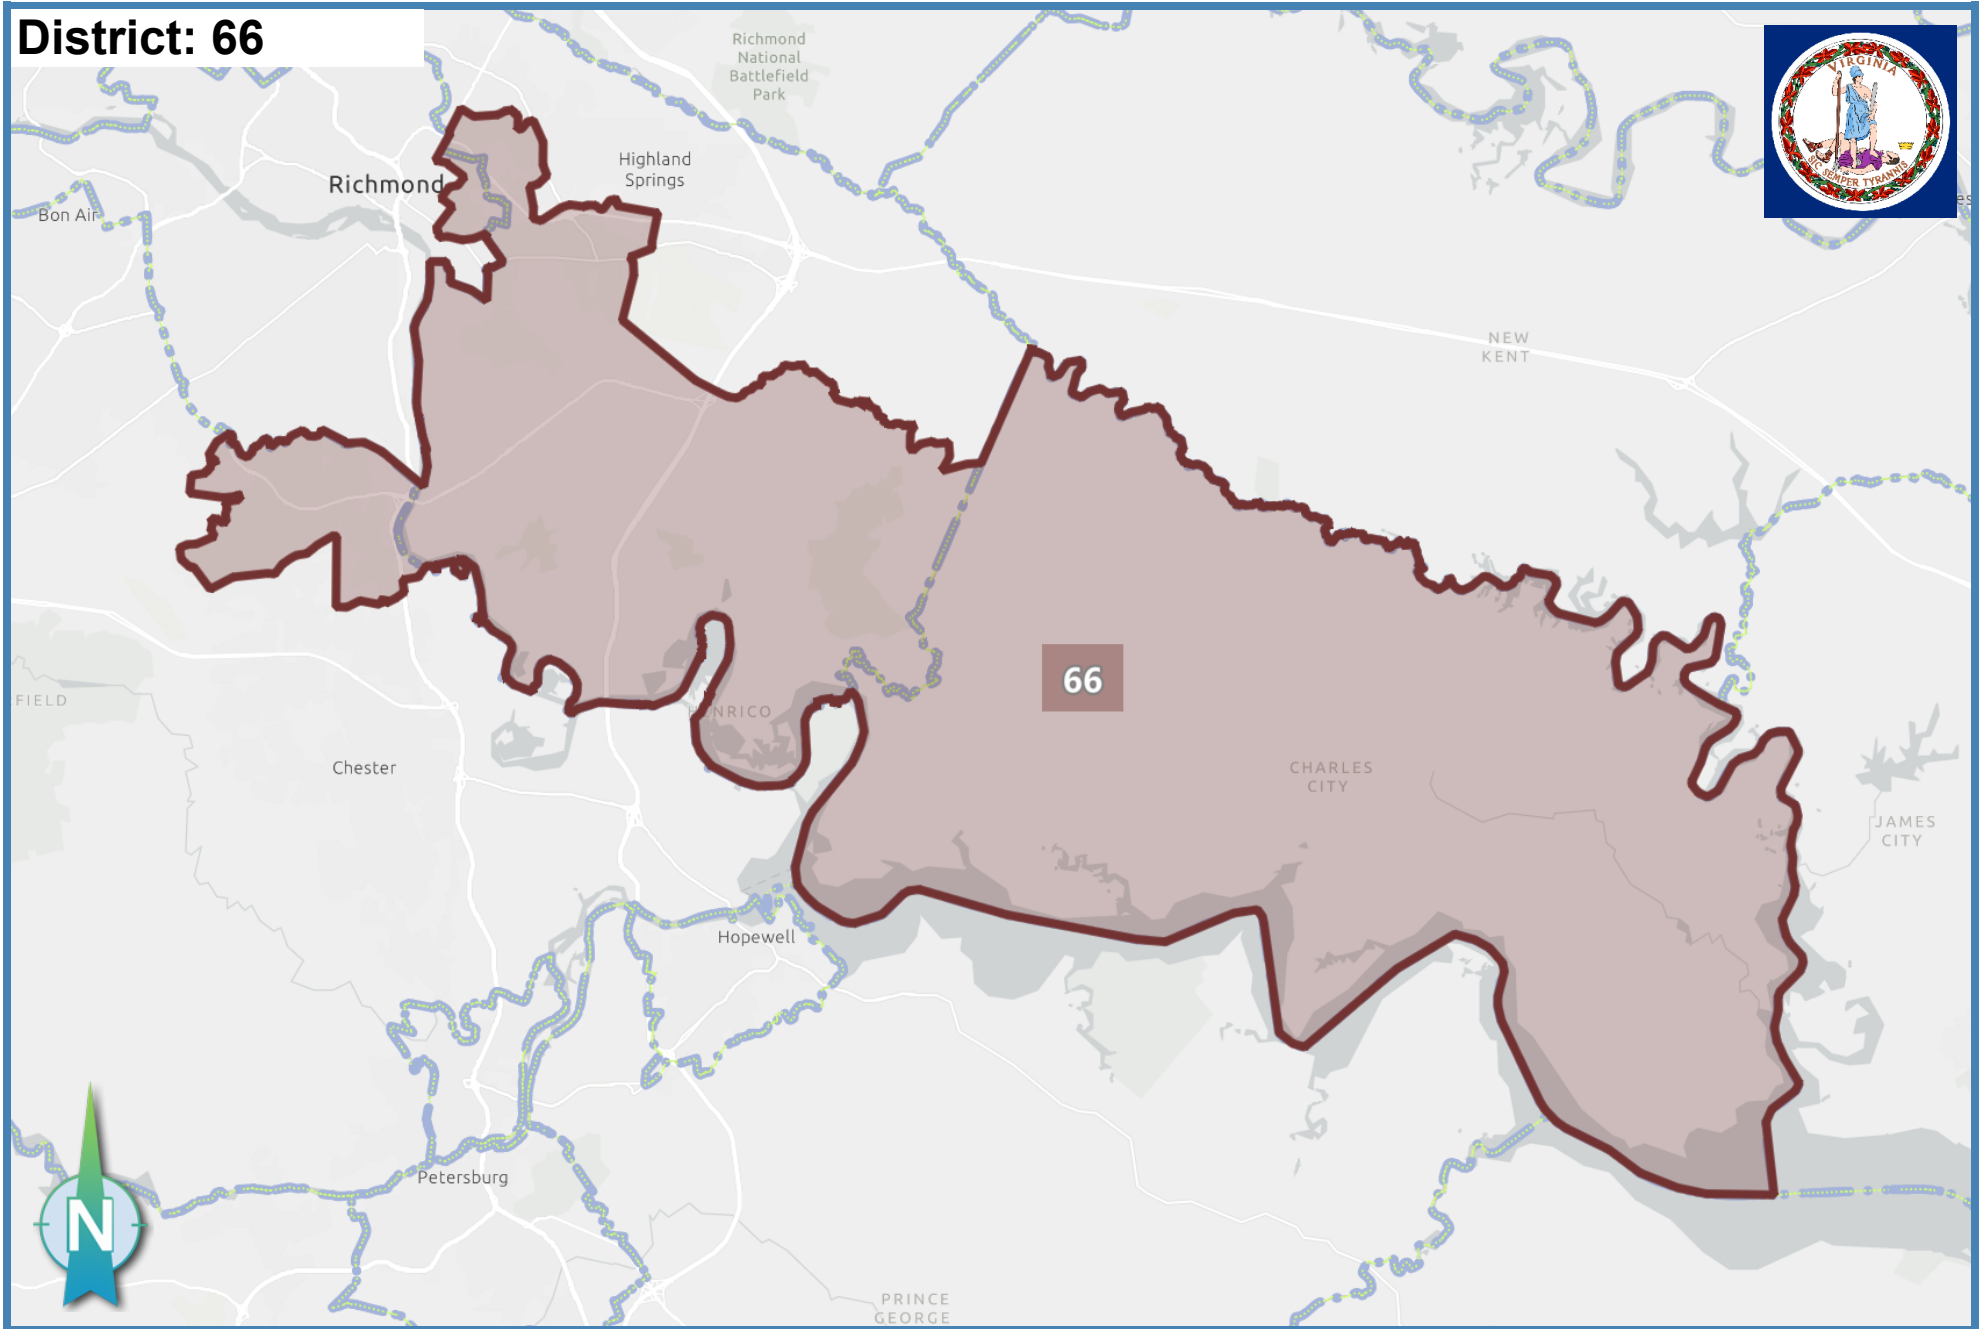 District: 66
Richmond
National
Battlefield
Park
VIRGINIA
SIC SEMPER TYRANNIS
Highland
Springs
Richmond
Bon Air
NEW
KENT
66
FIELD
HENRICO
CHARLES
CITY
Chester
JAMES
CITY
Hopewell
Petersburg
N
PRINCE
GEORGE